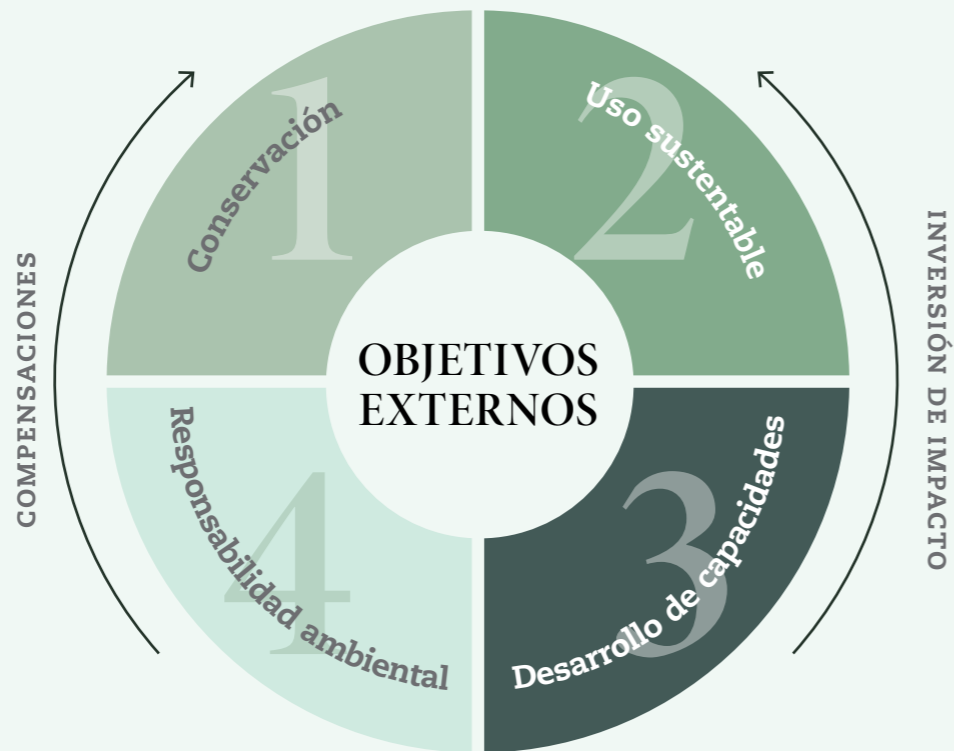 1
Conservación
2
Uso sustentable
COMPENSACIONES
OBJETIVOS
EXTERNOS
INVERSIÓN DE IMPACTO
4
Responsabilidad ambiental
3
Desarrollo de capacidades